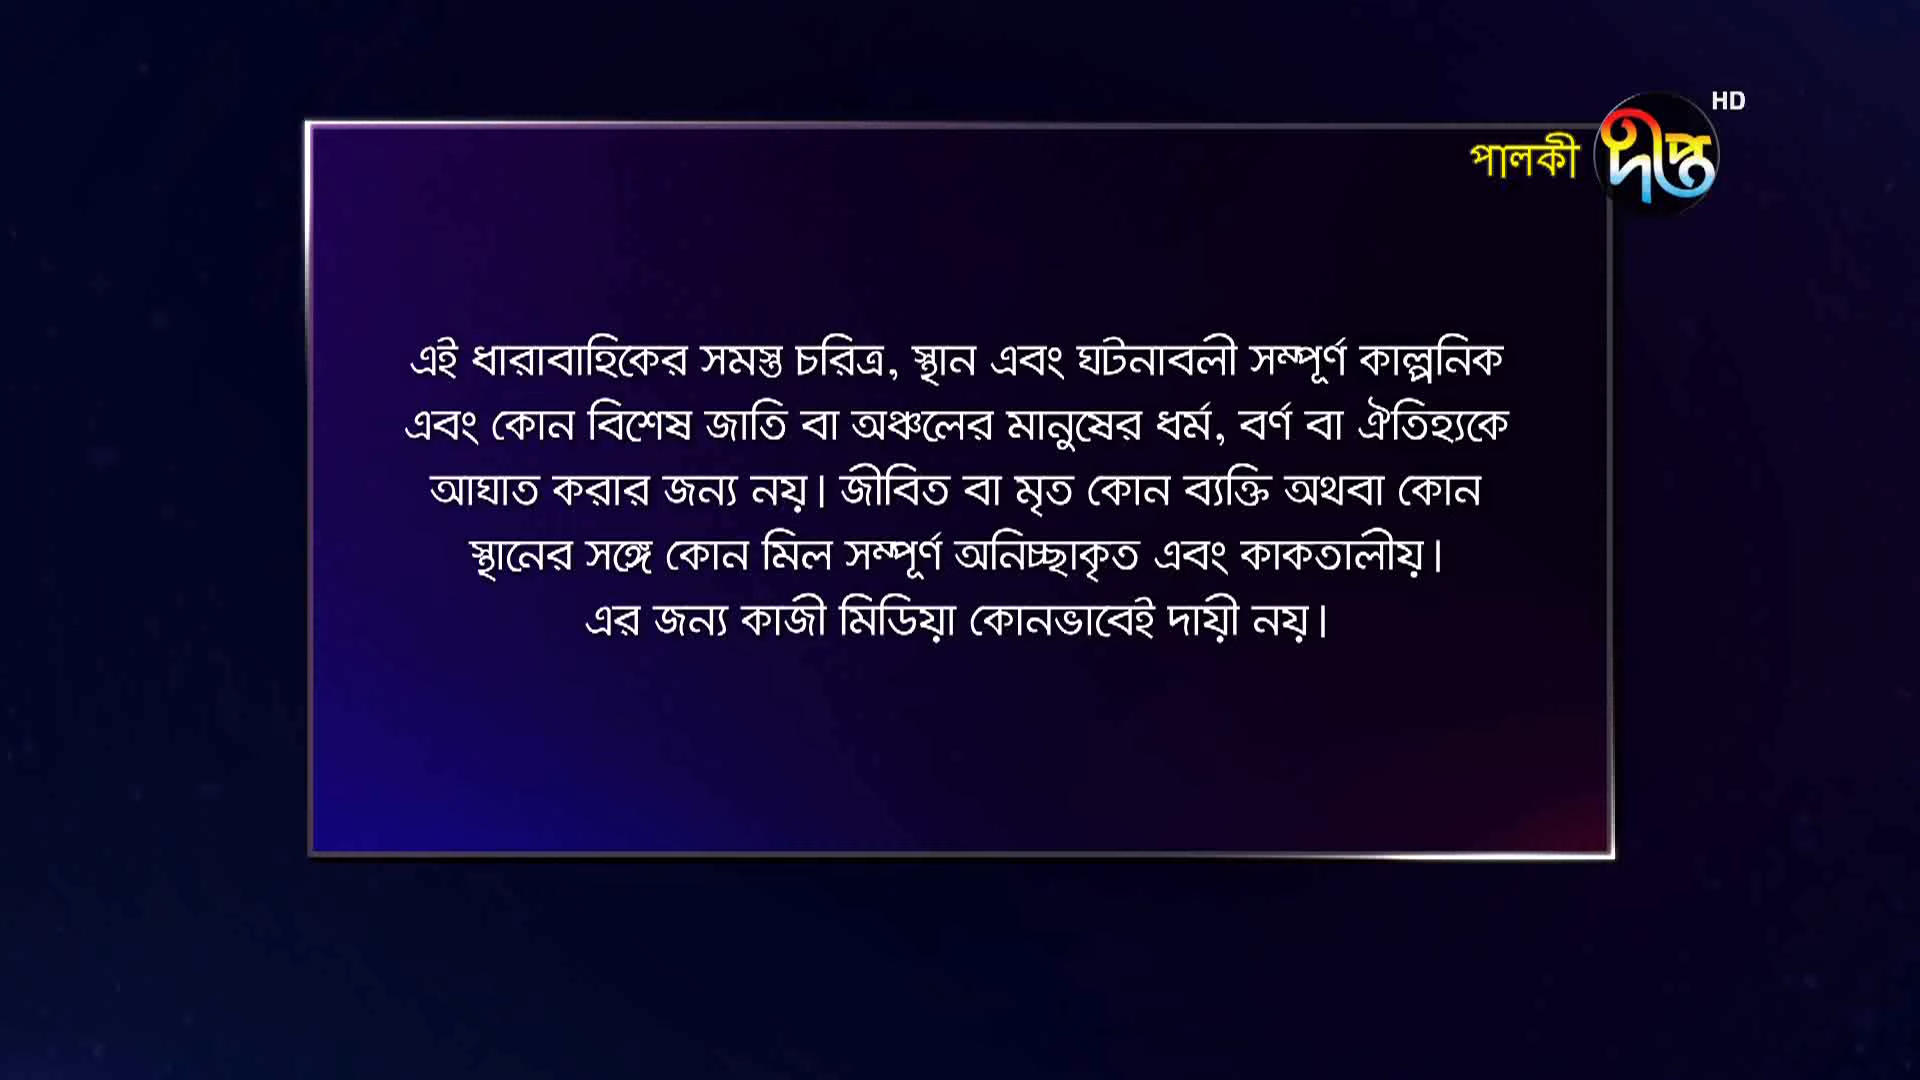 HD
পালকী
দীপ্ত
এই ধারাবাহিকের সমস্ত চরিত্র, স্থান এবং ঘটনাবলী সম্পূর্ণ কাল্পনিক
এবং কোন বিশেষ জাতি বা অঞ্চলের মানুষের ধর্ম, বর্ণ বা ঐতিহ্যকে
আঘাত করার জন্য নয়। জীবিত বা মৃত কোন ব্যক্তি অথবা কোন
স্থানের সঙ্গে কোন মিল সম্পূর্ণ অনিচ্ছাকৃত এবং কাকতালীয়।
এর জন্য কাজী মিডিয়া কোনভাবেই দায়ী নয়।